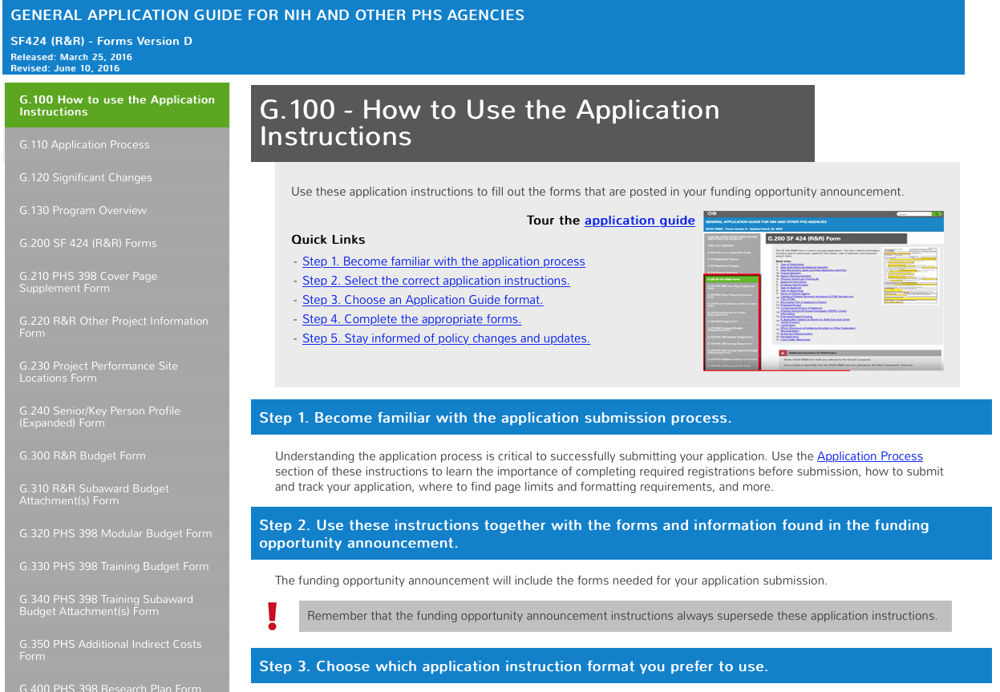 GENERAL APPLICATION GUIDE FOR NIH AND OTHER PHS AGENCIES
SF424 (R&R) - Forms Version D
Released: March 25, 2016
Revised: June 10, 2016
G.100 How to use the Application
Instructions
G.110 Application Process
G.120 Significant Changes
G.130 Program Overview
G.200 SF 424 (R&R) Forms
G.210 PHS 398 Cover Page
Supplement Form
G.220 R&R Other Project Information
Form
G.230 Project Performance Site
Locations Form
G.240 Senior/Key Person Profile
(Expanded) Form
G.300 R&R Budget Form
G.310 R&R Subaward Budget
Attachment(s) Form
G.320 PHS 398 Modular Budget Form
G.330 PHS 398 Training Budget Form
G.340 PHS 398 Training Subaward
Budget Attachment(s) Form
G.350 PHS Additional Indirect Costs
Form
G.400 PHS 398 Research Plan Form
G.100 - How to Use the Application
Instructions
Use these application instructions to fill out the forms that are posted in your funding opportunity announcement.
Tour the application guide
GENERAL APPLICATION GUIDE FOR NIH AND OTHER PHS AGENCIES
G.200 SF 424 (R&R) Form
Quick Links
- Step 1. Become familiar with the application process
- Step 2. Select the correct application instructions.
- Step 3. Choose an Application Guide format.
- Step 4. Complete the appropriate forms.
- Step 5. Stay informed of policy changes and updates.
Step 1. Become familiar with the application submission process.
Understanding the application process is critical to successfully submitting your application. Use the Application Process
section of these instructions to learn the importance of completing required registrations before submission, how to submit
and track your application, where to find page limits and formatting requirements, and more.
Step 2. Use these instructions together with the forms and information found in the funding
opportunity announcement.
The funding opportunity announcement will include the forms needed for your application submission.
! Remember that the funding opportunity announcement instructions always supersede these application instructions.
Step 3. Choose which application instruction format you prefer to use.